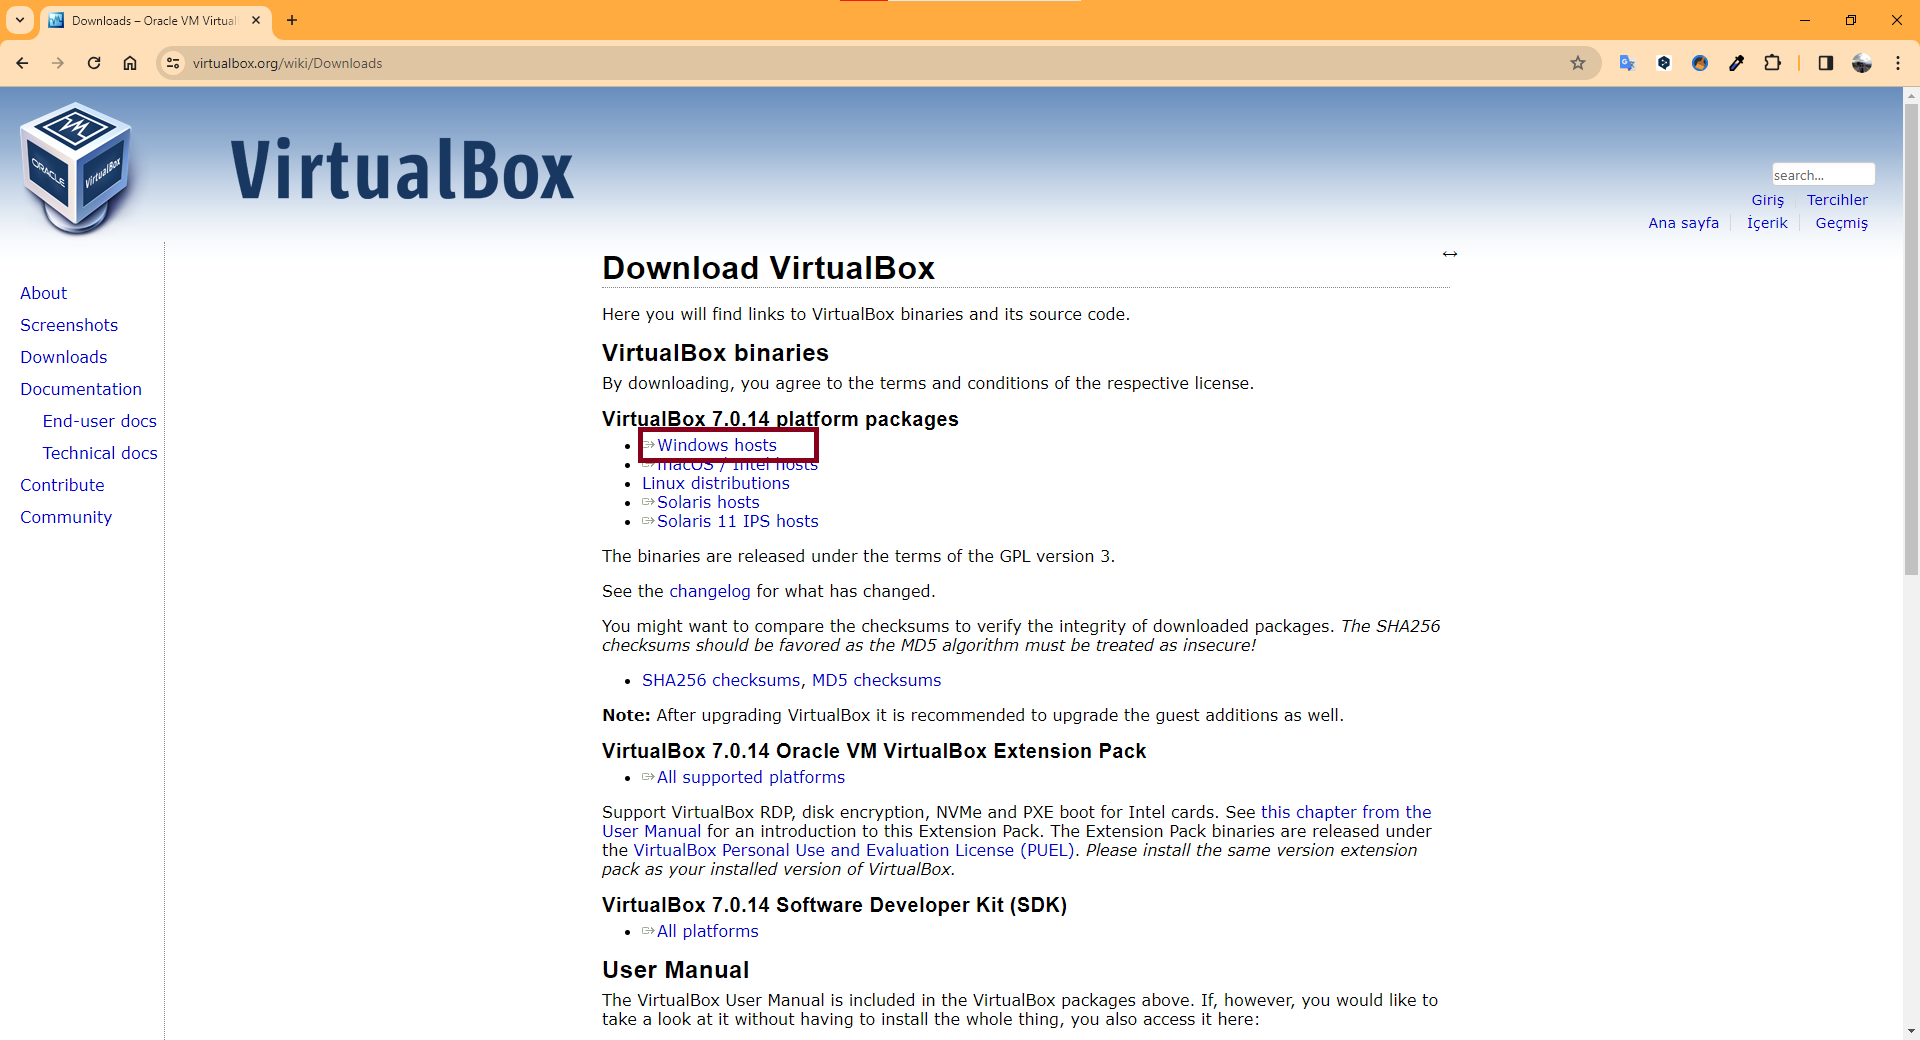 Downloads – Oracle VM Virtual
virtualbox.org/wiki/Downloads
ORACLE
VirtualBox
VirtualBox
search...
Giriş Tercihler
Ana sayfa İçerik Geçmiş
About
Screenshots
Downloads
Documentation
End-user docs
Technical docs
Contribute
Community
Download VirtualBox
Here you will find links to VirtualBox binaries and its source code.
VirtualBox binaries
By downloading, you agree to the terms and conditions of the respective license.
VirtualBox 7.0.14 platform packages
Windows hosts
macOS / Intel hosts
Linux distributions
Solaris hosts
Solaris 11 IPS hosts
The binaries are released under the terms of the GPL version 3.
See the changelog for what has changed.
You might want to compare the checksums to verify the integrity of downloaded packages. The SHA256
checksums should be favored as the MD5 algorithm must be treated as insecure!
SHA256 checksums, MD5 checksums
Note: After upgrading VirtualBox it is recommended to upgrade the guest additions as well.
VirtualBox 7.0.14 Oracle VM VirtualBox Extension Pack
All supported platforms
Support VirtualBox RDP, disk encryption, NVMe and PXE boot for Intel cards. See this chapter from the
User Manual for an introduction to this Extension Pack. The Extension Pack binaries are released under
the VirtualBox Personal Use and Evaluation License (PUEL). Please install the same version extension
pack as your installed version of VirtualBox.
VirtualBox 7.0.14 Software Developer Kit (SDK)
All platforms
User Manual
The VirtualBox User Manual is included in the VirtualBox packages above. If, however, you would like to
take a look at it without having to install the whole thing, you also access it here: